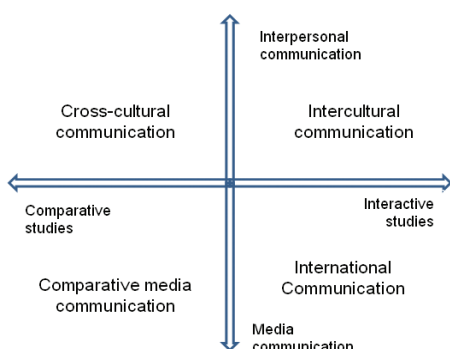 Interpersonal
communication
Cross-cultural
communication
Intercultural
communication
Comparative
studies
Interactive
studies
Comparative media
communication
International
Communication
Media
communication